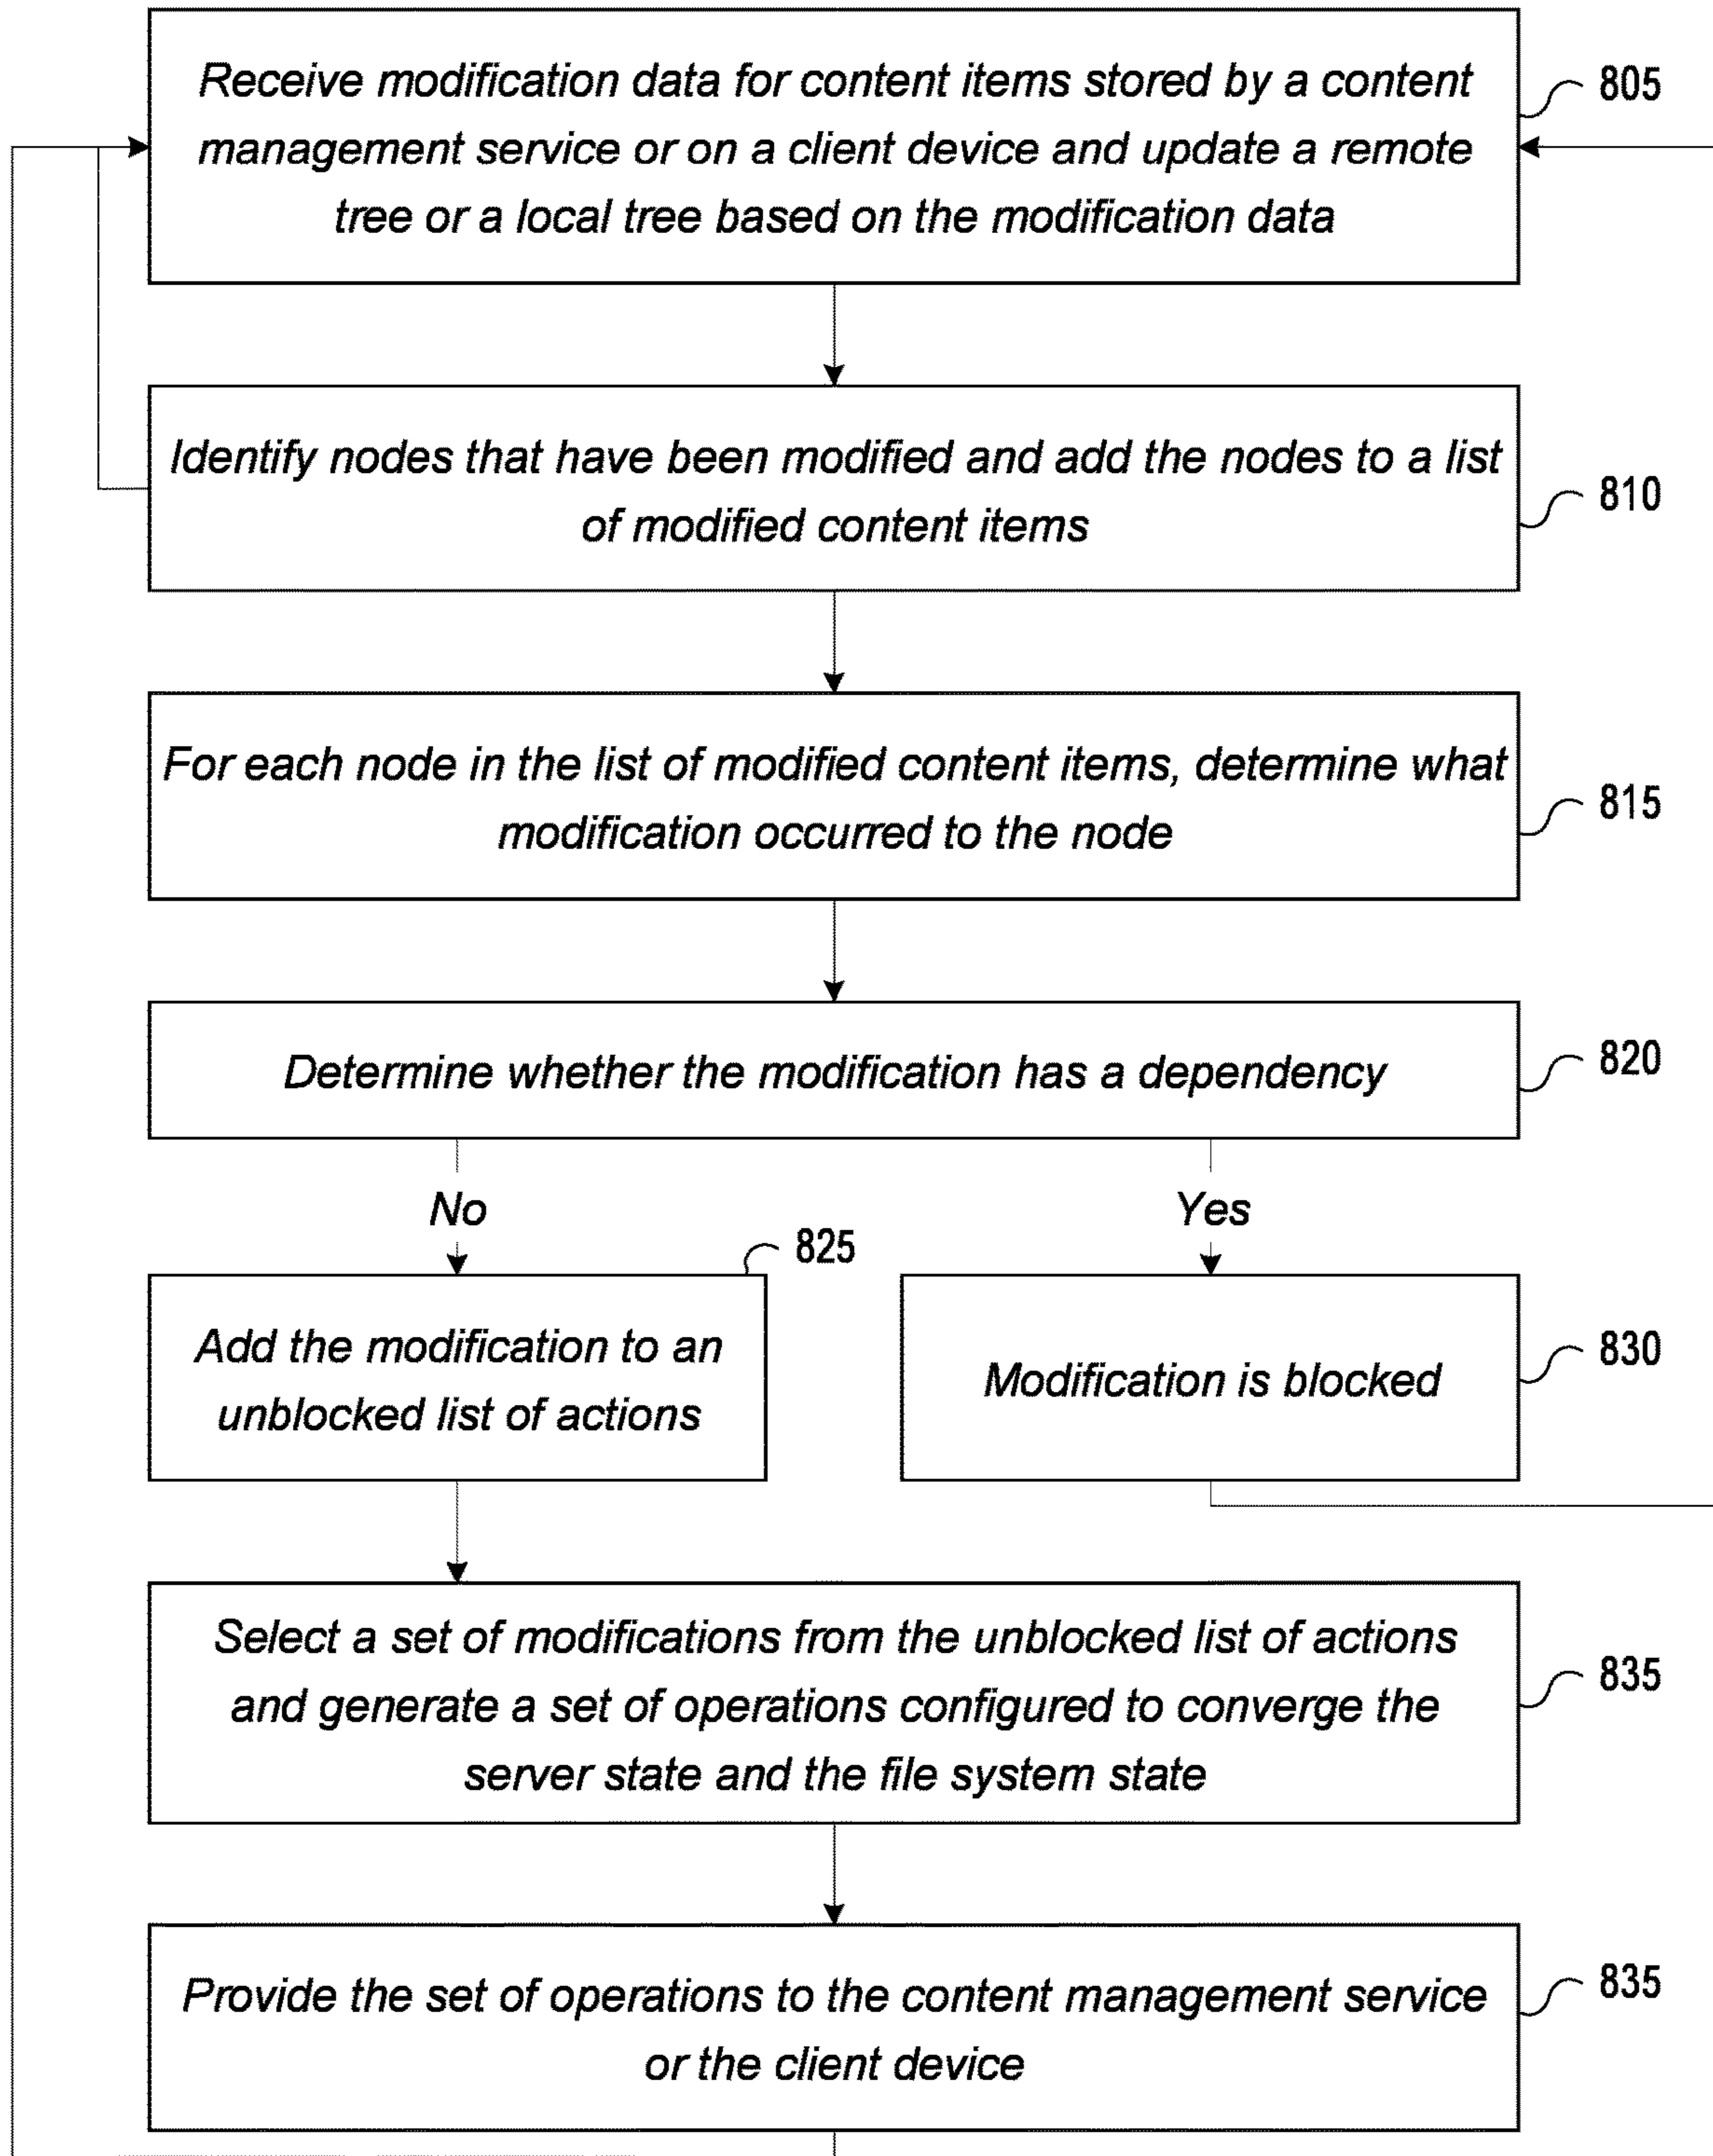 Receive modification data for content items stored by a content
management service or on a client device and update a remote
tree or a local tree based on the modification data
805
Identify nodes that have been modified and add the nodes to a list
of modified content items
810
For each node in the list of modified content items, determine what
modification occurred to the node
815
Determine whether the modification has a dependency
820
No
Yes
825
Add the modification to an
unblocked list of actions
Modification is blocked
830
Select a set of modifications from the unblocked list of actions
and generate a set of operations configured to converge the
server state and the file system state
835
Provide the set of operations to the content management service
or the client device
835